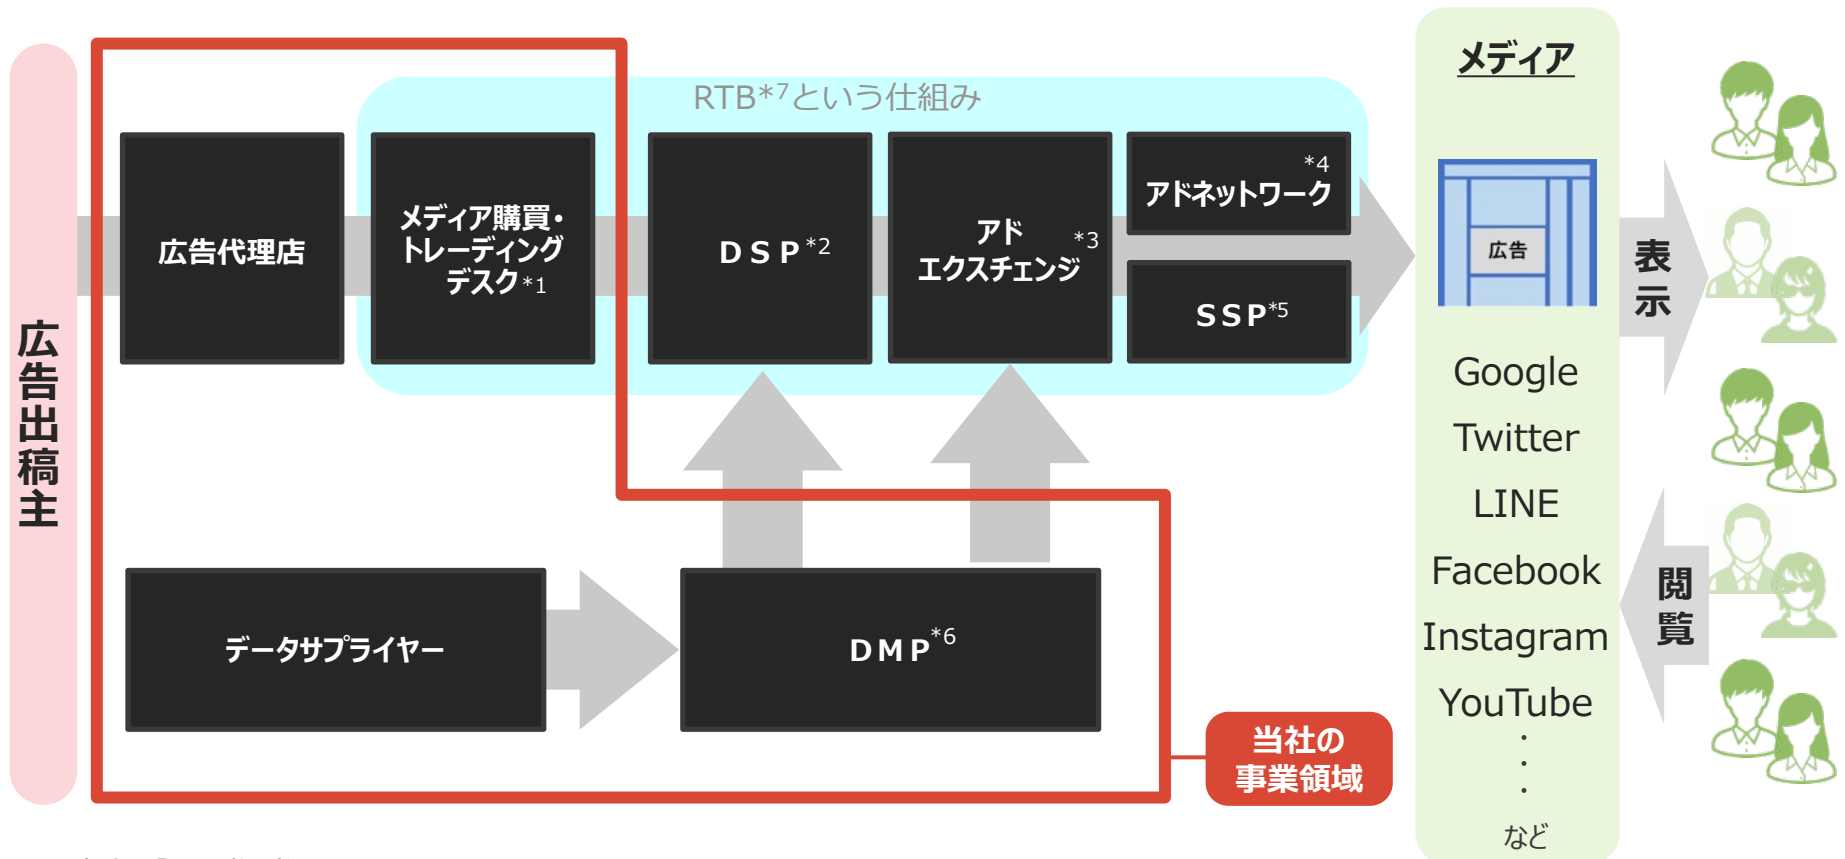 広告出稿主
RTB*7という仕組み
広告代理店
メディア購買・
トレーディング
デスク*1
DSP*2
アド
エクスチェンジ*3
*4
アドネットワーク
SSP*5
データサプライヤー
DMP*6
当社の
事業領域
メディア
広告
Google
Twitter
LINE
Facebook
Instagram
YouTube
・
・
・
など
表示
閲覧